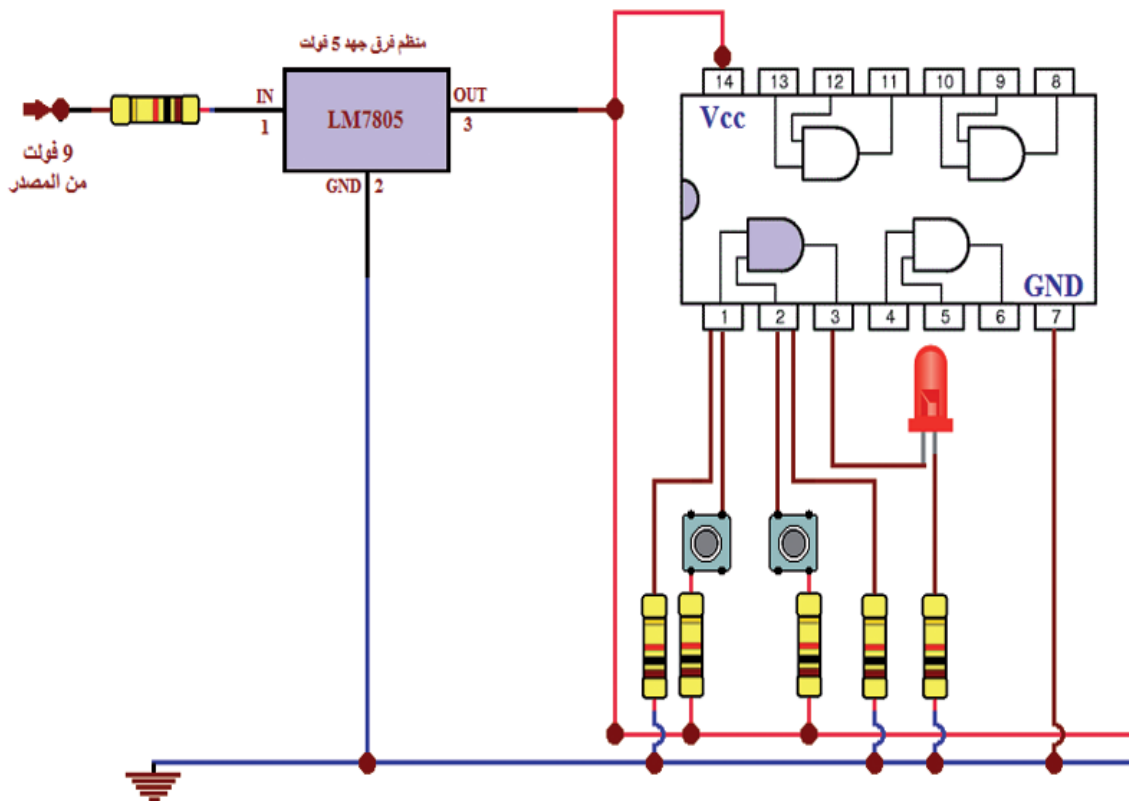 منظم فرق جهد 5 فولت
IN
1
LM7805
OUT
3
GND 2
9 فولت
من المصدر
14 13 12 11 10 9 8
Vcc
GND
1 2 3 4 5 6 7